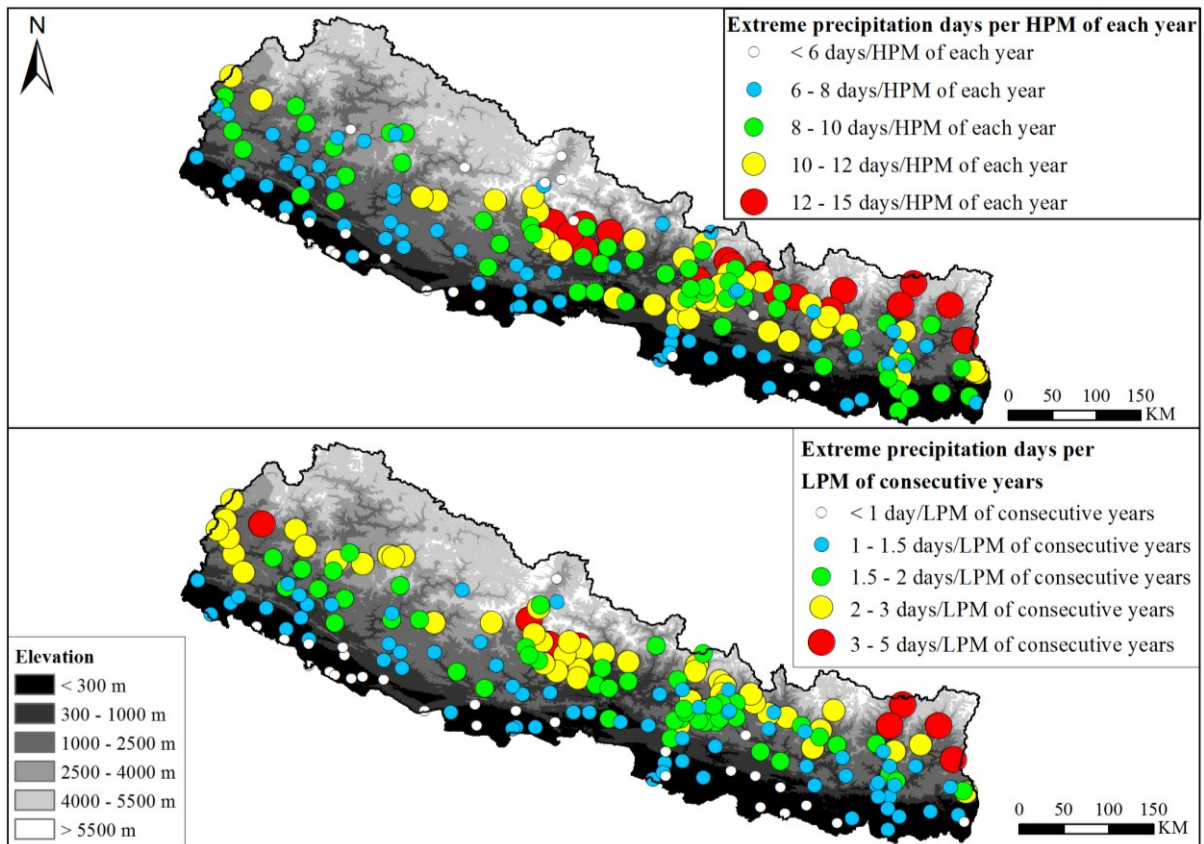 N
Extreme precipitation days per HPM of each year
< 6 days/HPM of each year
6 - 8 days/HPM of each year
8 - 10 days/HPM of each year
10 - 12 days/HPM of each year
12 - 15 days/HPM of each year
0 50 100 150
KM
Extreme precipitation days per
LPM of consecutive years
< 1 day/LPM of consecutive years
1 - 1.5 days/LPM of consecutive years
1.5 - 2 days/LPM of consecutive years
2 - 3 days/LPM of consecutive years
3 - 5 days/LPM of consecutive years
Elevation
< 300 m
300 - 1000 m
1000 - 2500 m
2500 - 4000 m
4000 - 5500 m
> 5500 m
0 50 100 150
KM